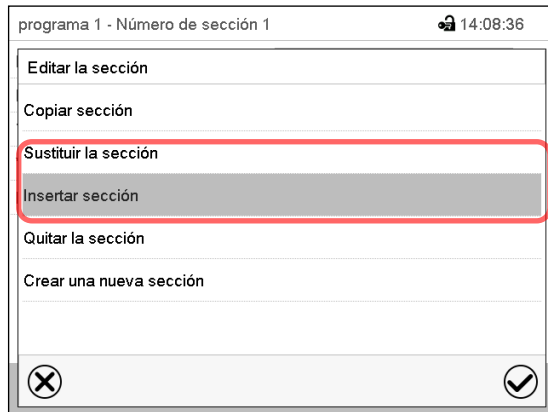 programa 1 - Número de sección 1 14:08:36
Editar la sección
Copiar sección
Sustituir la sección
Insertar sección
Quitar la sección
Crear una nueva sección